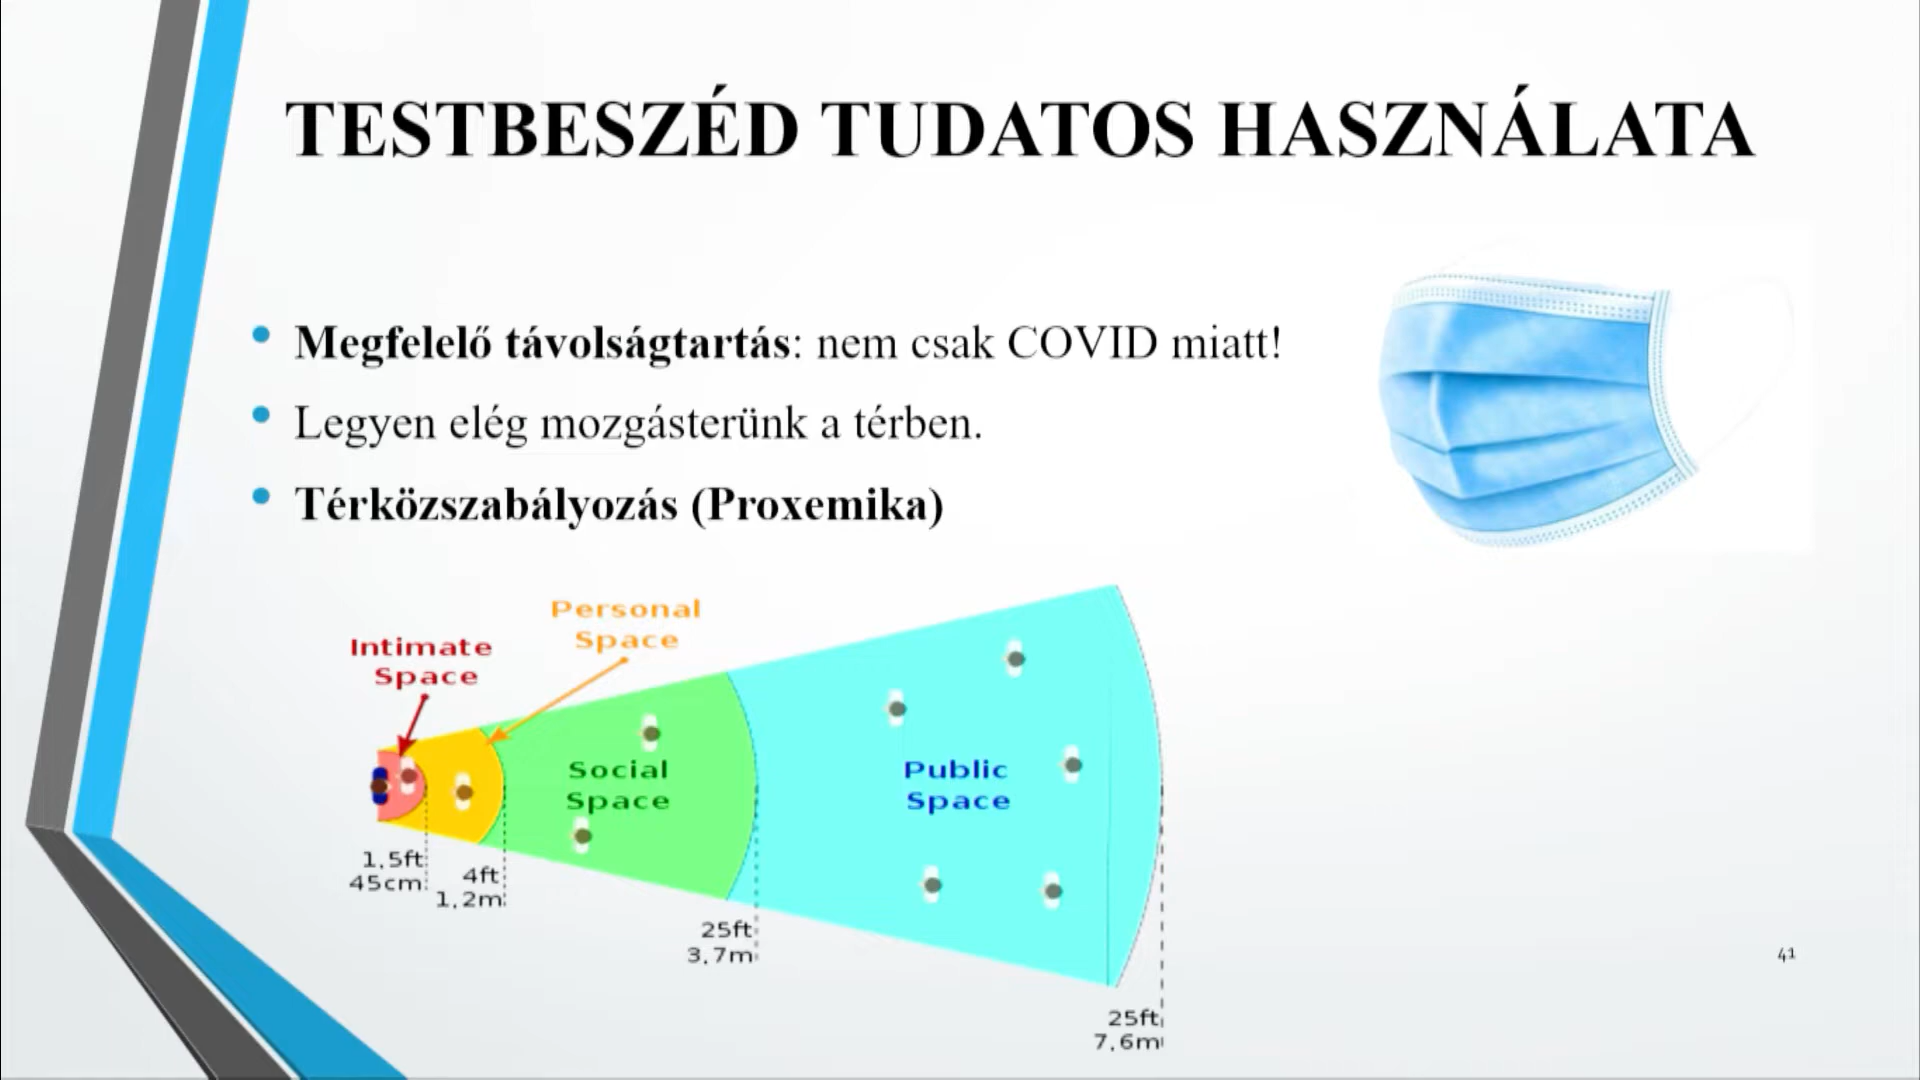 TESTBESZÉD TUDATOS HASZNÁLATA
Megfelelő távolságtartás: nem csak COVID miatt!
Legyen elég mozgásterünk a térben.
Térközszabályozás (Proxemika)
Personal
Space
Intimate
Space
Social
Space
Public
Space
1.5ft
45cm
4ft
1.2m
25ft
3.7m
25ft
7.6m
41